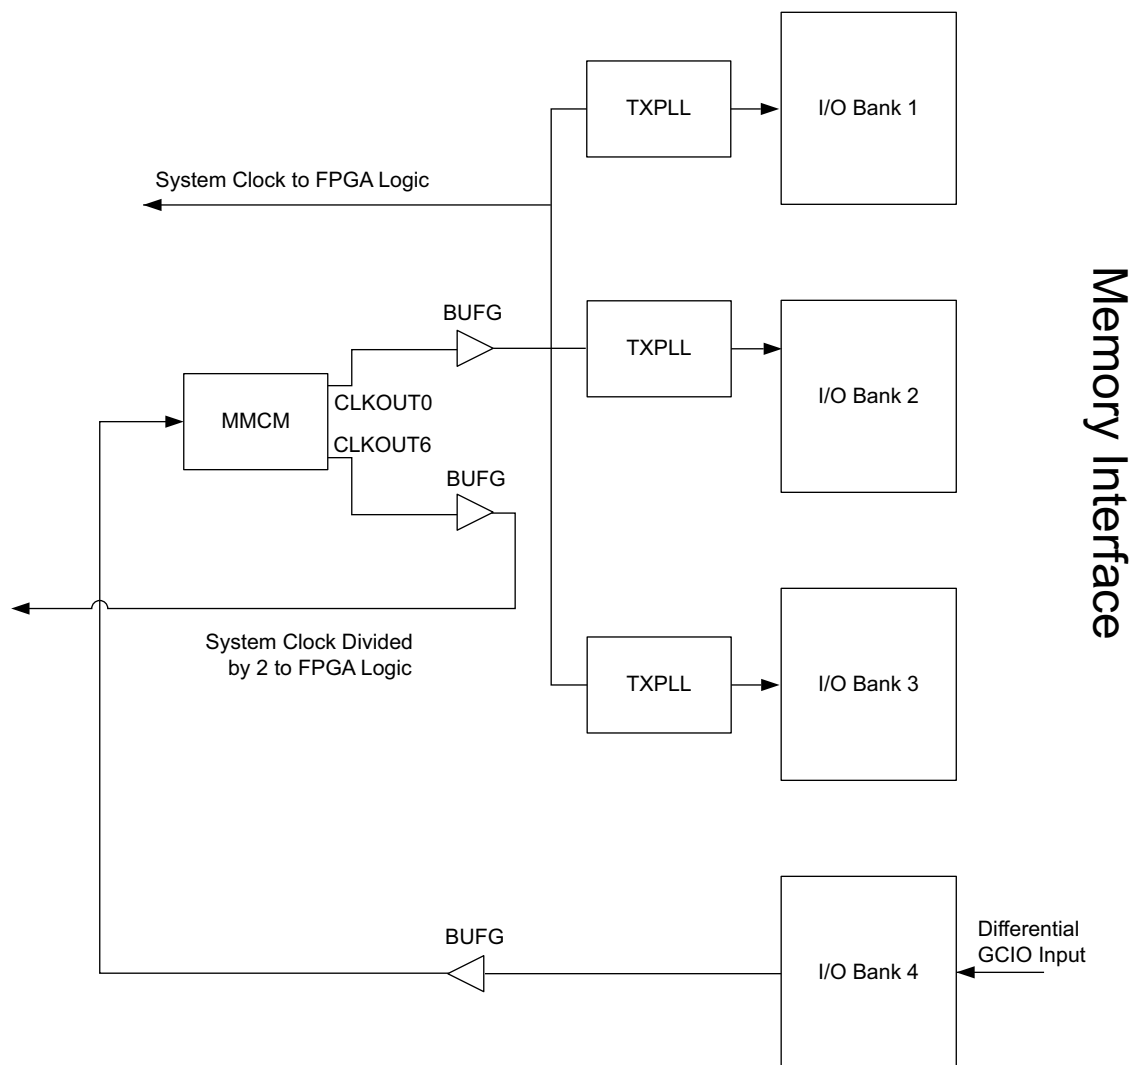 TXPLL
I/O Bank 1
System Clock to FPGA Logic
BUFG
TXPLL
I/O Bank 2
MMCM
CLKOUT0
CLKOUT6
BUFG
System Clock Divided
by 2 to FPGA Logic
TXPLL
I/O Bank 3
Memory Interface
BUFG
I/O Bank 4
Differential
GCIO Input